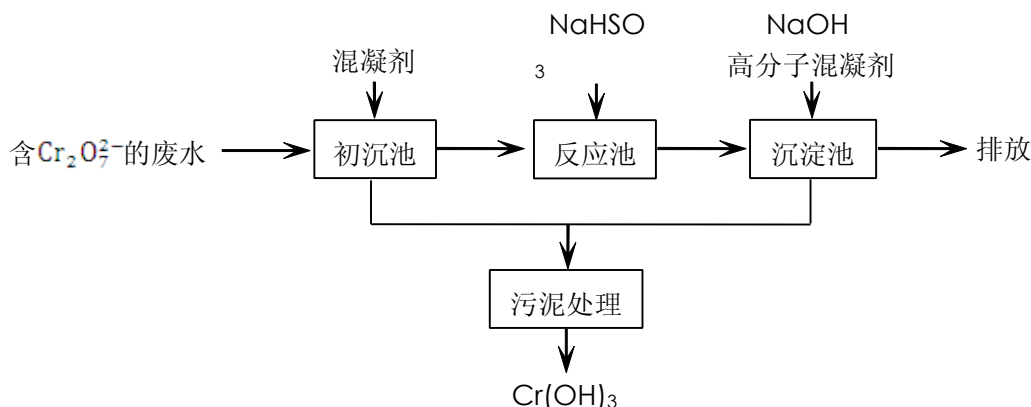 NaHSO
3
NaOH
混凝剂
高分子混凝剂
含Cr₂O₇²⁻的废水
初沉池
反应池
沉淀池
排放
污泥处理
Cr(OH)₃